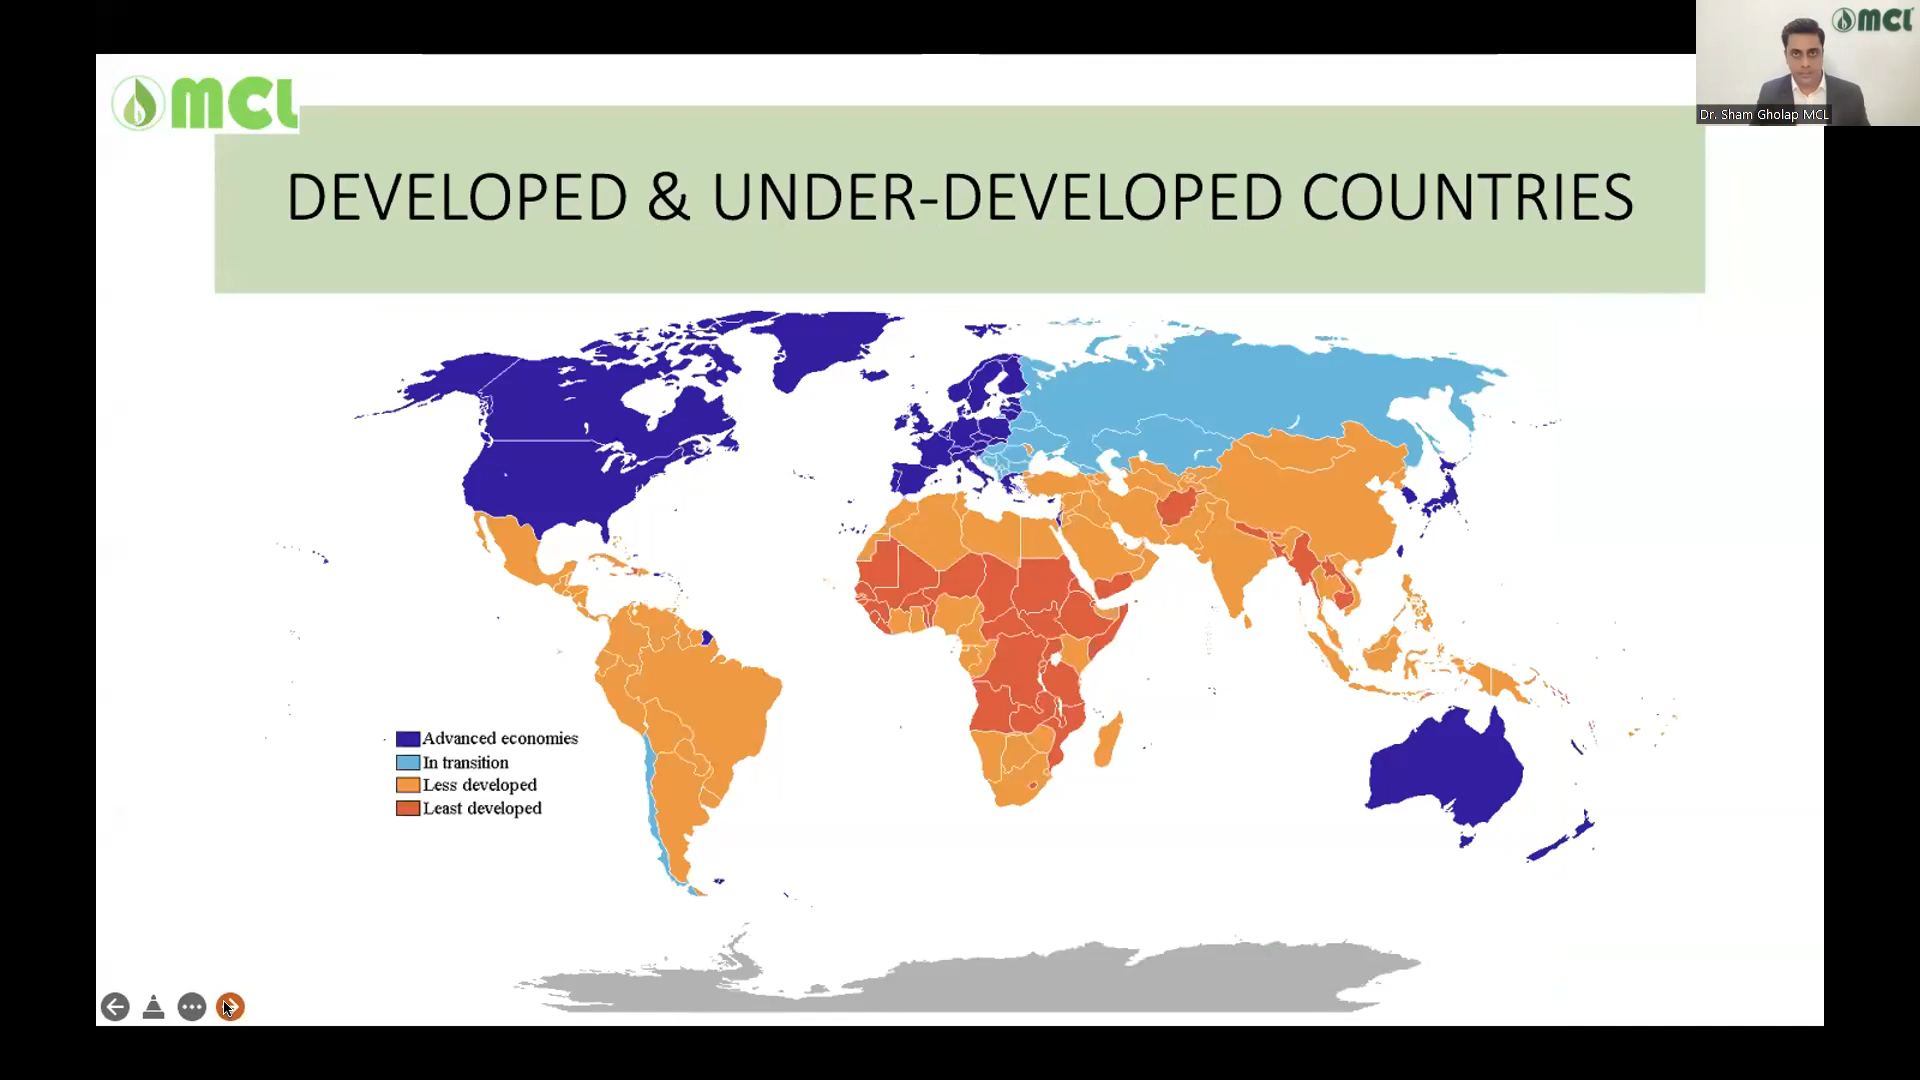 MCL
MCL
Dr. Sham Gholap MCL
DEVELOPED & UNDER-DEVELOPED COUNTRIES
Advanced economies
In transition
Less developed
Least developed